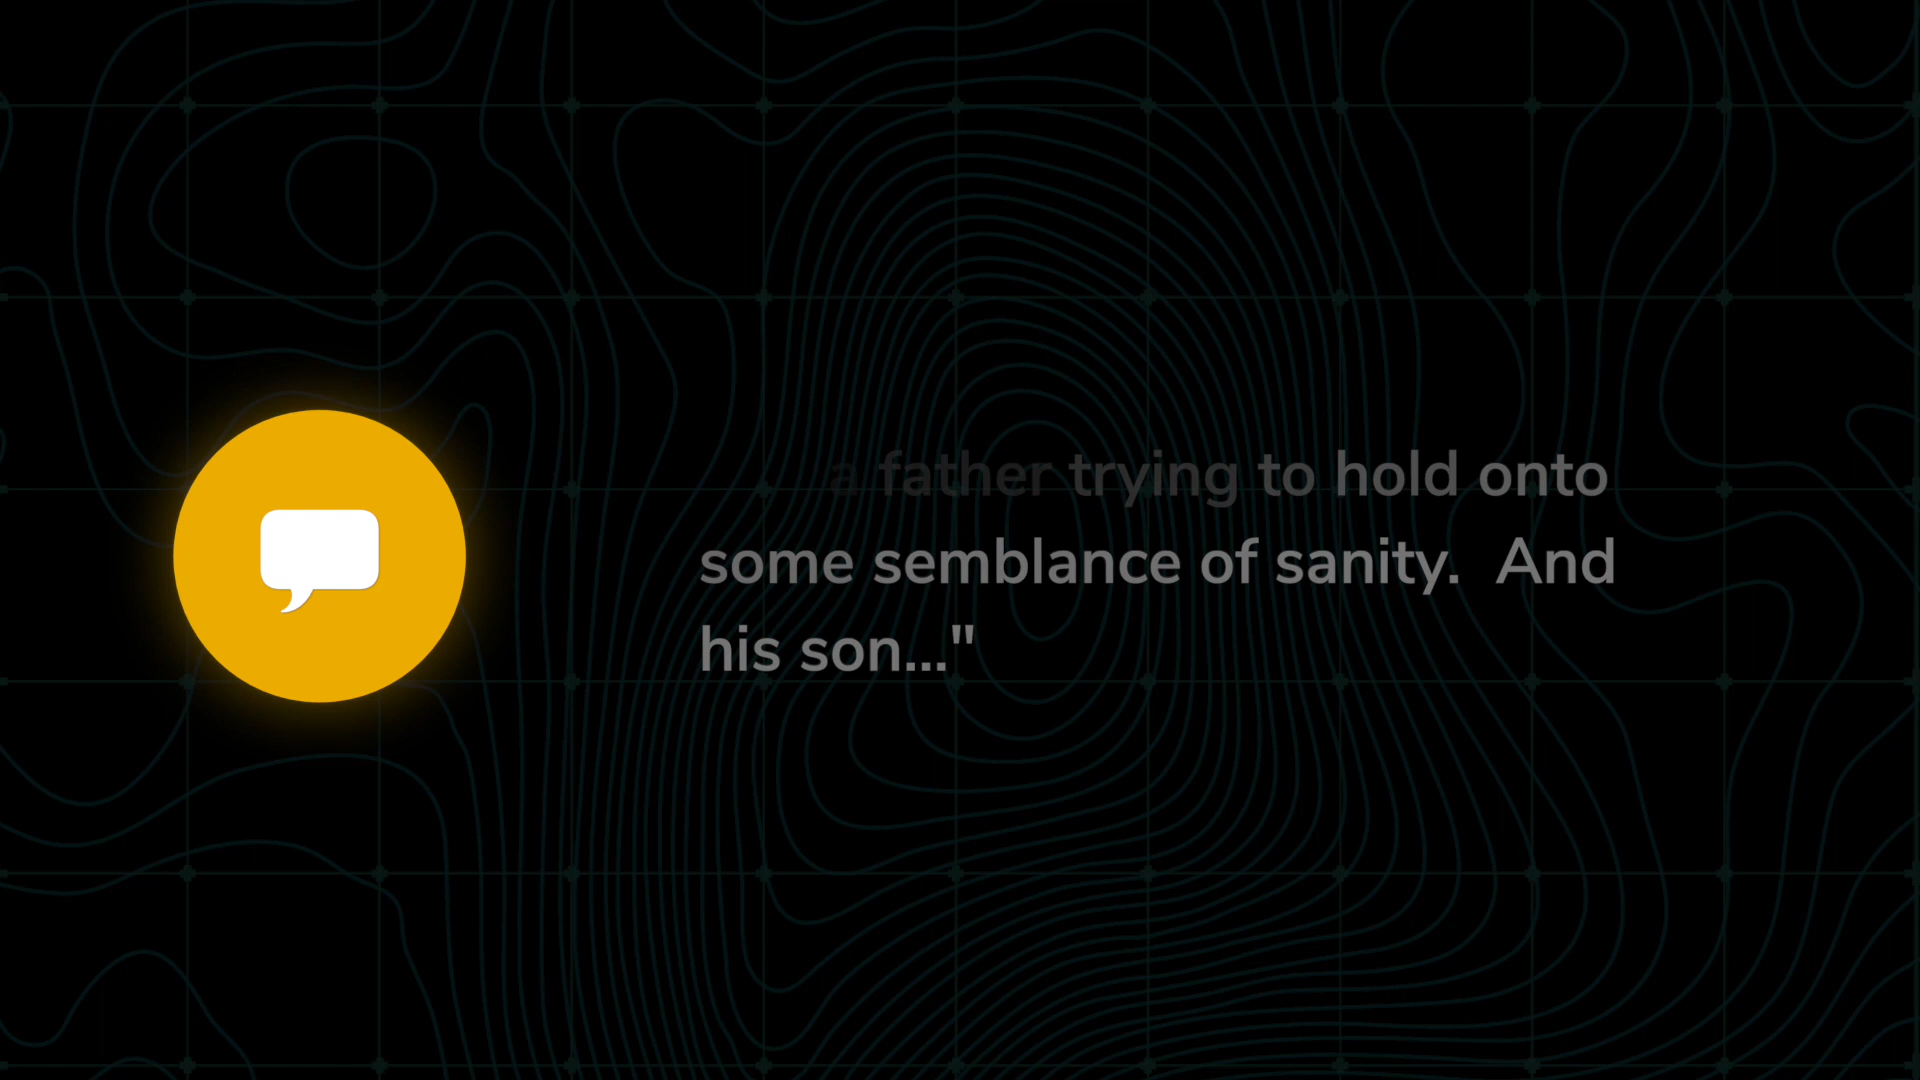 a father trying to hold onto
some semblance of sanity.  And
his son..."